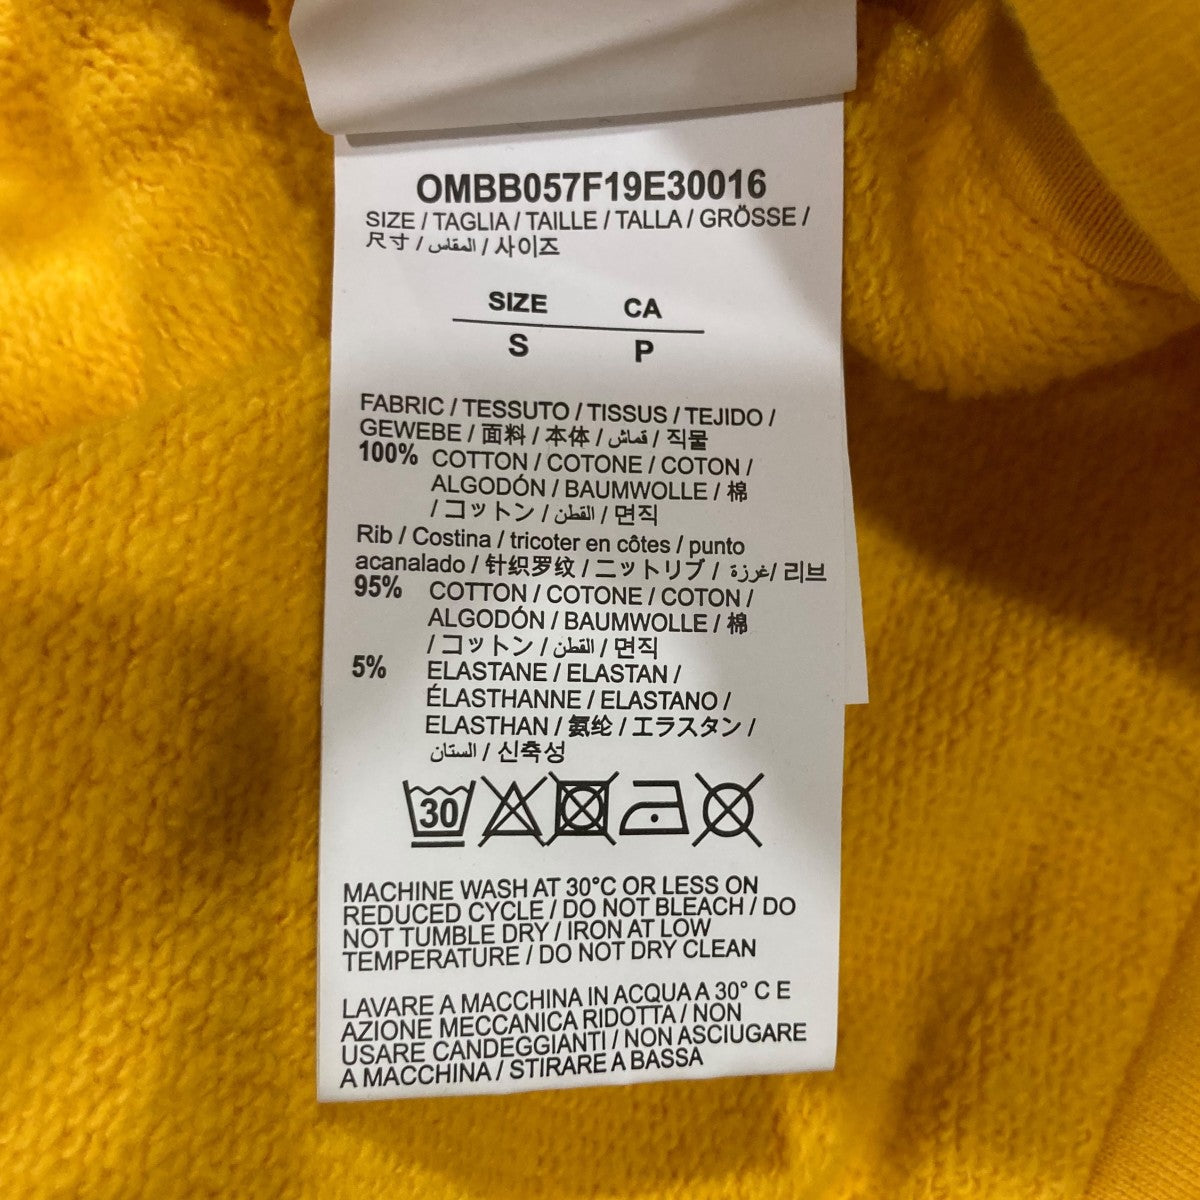 OMBB057F19E30016
SIZE / TAGLIA / TAILLE / TALLA / GRÖSSE /
尺寸 / المقاس / 사이즈
SIZE CA
S P
FABRIC / TESSUTO / TISSUS / TEJIDO /
GEWEBE / 面料 / 本体 / قماش / 직물
100% COTTON / COTONE / COTON /
ALGODÓN / BAUMWOLLE / 棉
/ コットン / القطن / 면직
Rib / Costina / tricoter en côtes / punto
acanalado / 针织罗纹 / ニットリブ / غرزة / 리브
95% COTTON / COTONE / COTON /
ALGODÓN / BAUMWOLLE / 棉
/ コットン / القطن / 면직
5% ELASTANE / ELASTAN /
ÉLASTHANNE / ELASTANO /
ELASTHAN / 氨纶 / エラスタン /
الستان / 신축성
30
MACHINE WASH AT 30°C OR LESS ON
REDUCED CYCLE / DO NOT BLEACH / DO
NOT TUMBLE DRY / IRON AT LOW
TEMPERATURE / DO NOT DRY CLEAN
LAVARE A MACCHINA IN ACQUA A 30° C E
AZIONE MECCANICA RIDOTTA / NON
USARE CANDEGGIANTI / NON ASCIUGARE
A MACCHINA / STIRARE A BASSA